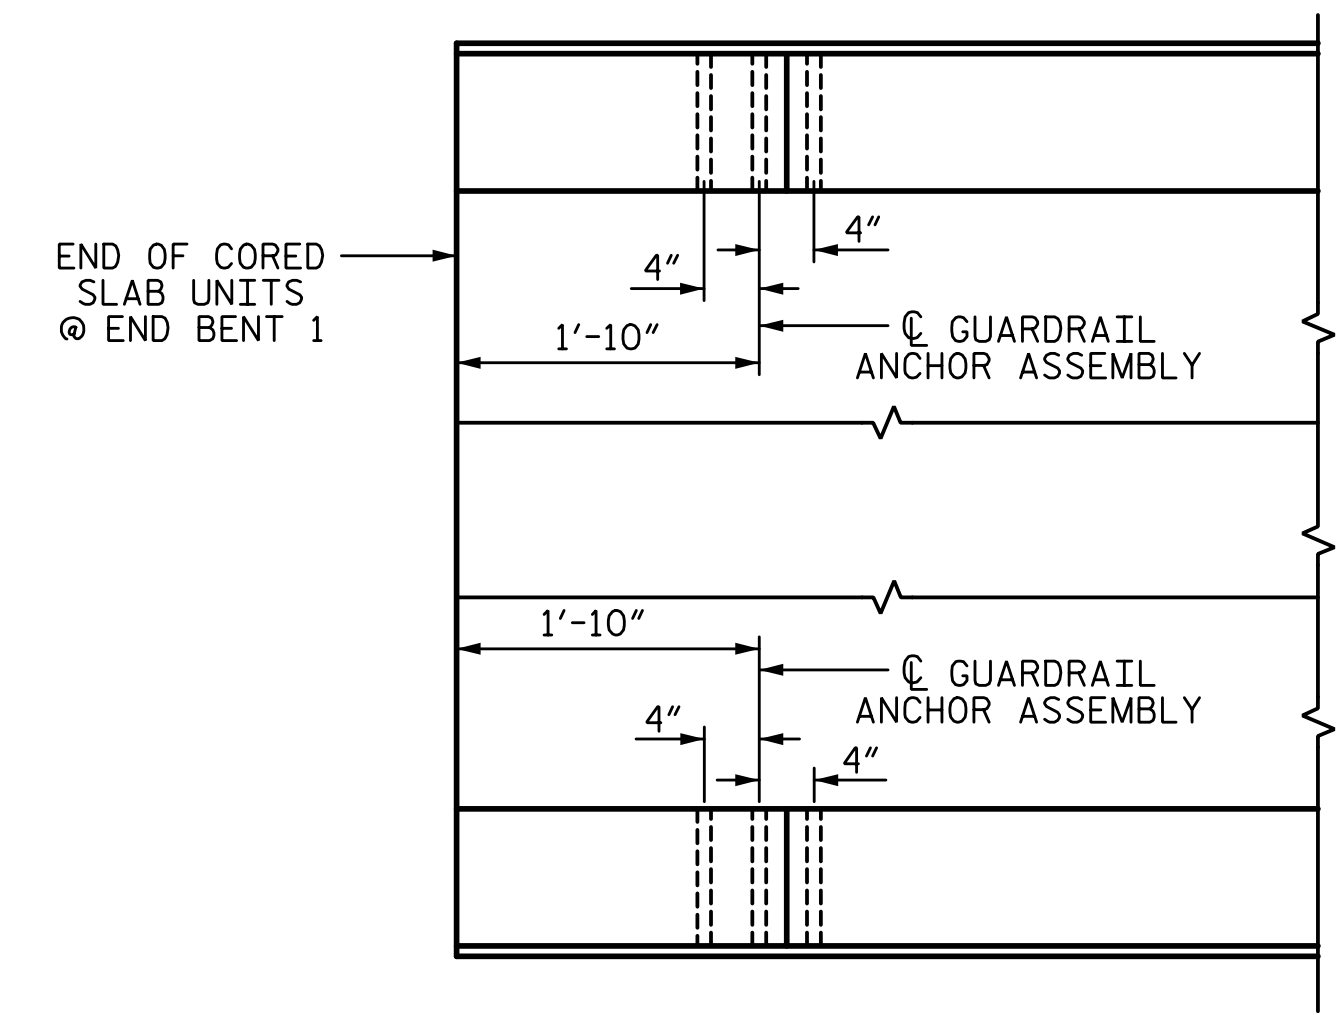 4"
END OF CORED
SLAB UNITS
@ END BENT 1
4"
1'-10"
℄ GUARDRAIL
ANCHOR ASSEMBLY
1'-10"
℄ GUARDRAIL
ANCHOR ASSEMBLY
4"
4"